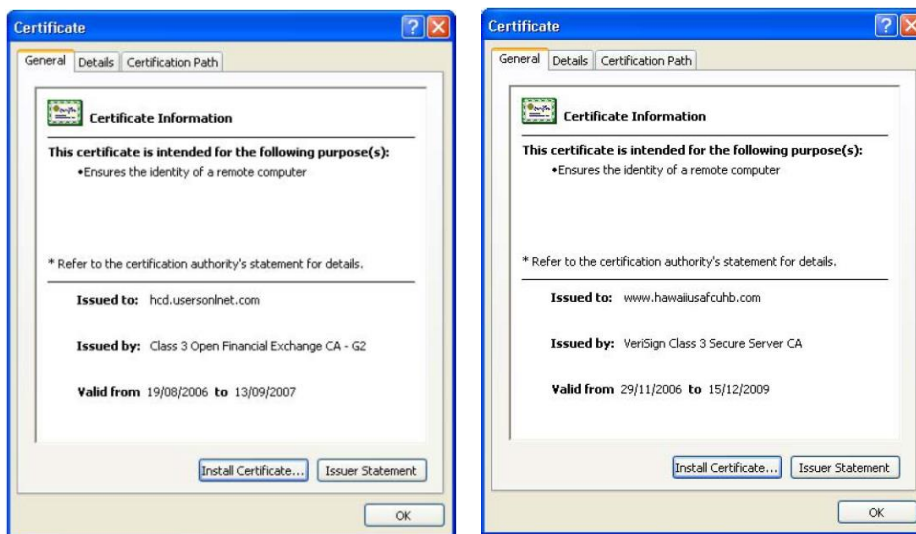 Certificate
General Details Certification Path
Certificate Information
This certificate is intended for the following purpose(s):
•Ensures the identity of a remote computer
* Refer to the certification authority's statement for details.
Issued to: hcd.usersonlnet.com
Issued by: Class 3 Open Financial Exchange CA - G2
Valid from 19/08/2006 to 13/09/2007
Install Certificate... Issuer Statement
OK
Certificate
General Details Certification Path
Certificate Information
This certificate is intended for the following purpose(s):
•Ensures the identity of a remote computer
* Refer to the certification authority's statement for details.
Issued to: www.hawaiiusafcuhb.com
Issued by: VeriSign Class 3 Secure Server CA
Valid from 29/11/2006 to 15/12/2009
Install Certificate... Issuer Statement
OK